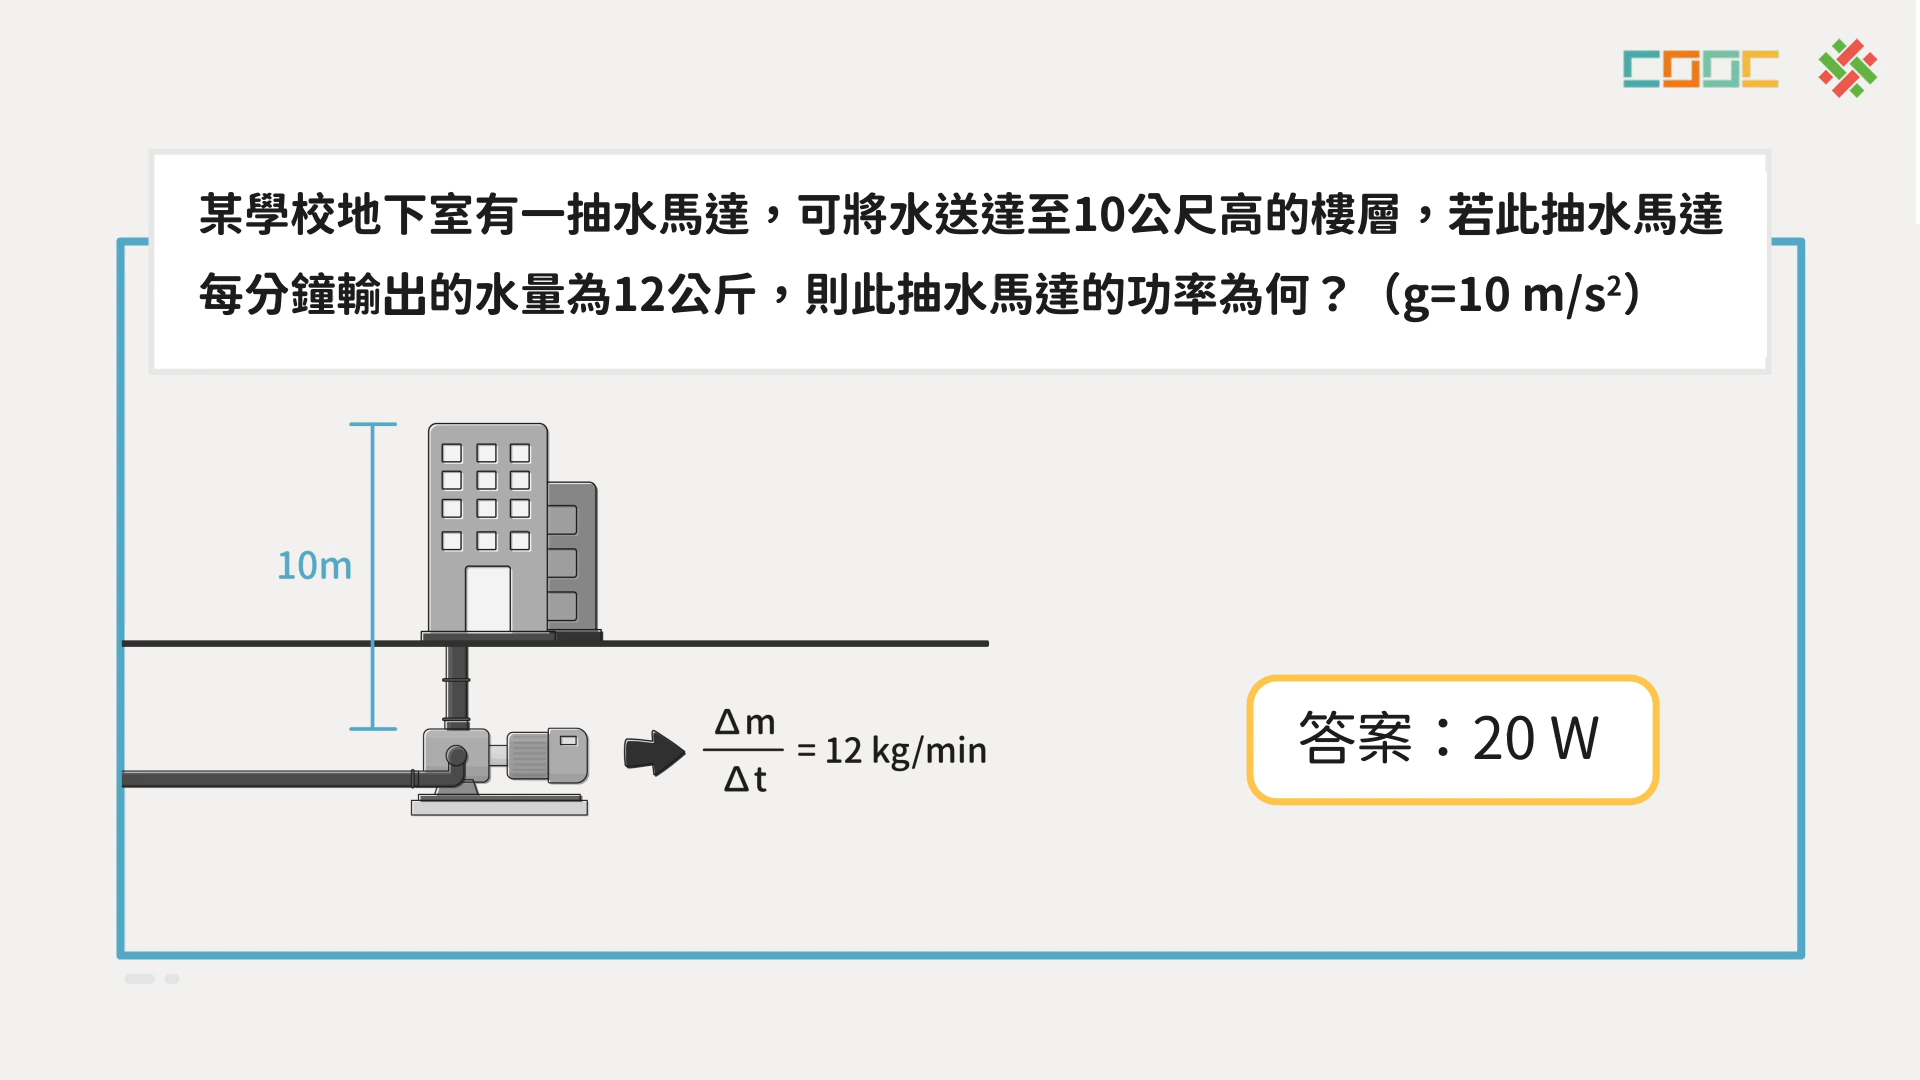 COOC
某學校地下室有一抽水馬達，可將水送達至10公尺高的樓層，若此抽水馬達
每分鐘輸出的水量為12公斤，則此抽水馬達的功率為何？（g=10 m/s²）
10m
Δm
Δt
= 12 kg/min
答案：20 W